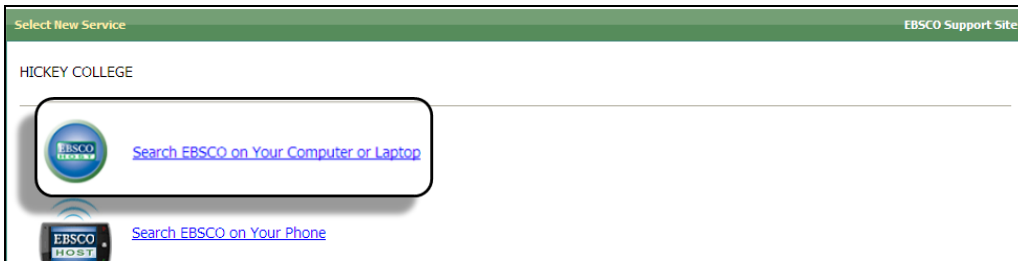 Select New Service
EBSCO Support Site
HICKEY COLLEGE
EBSCO
HOST
Search EBSCO on Your Computer or Laptop
EBSCO
HOST
Search EBSCO on Your Phone